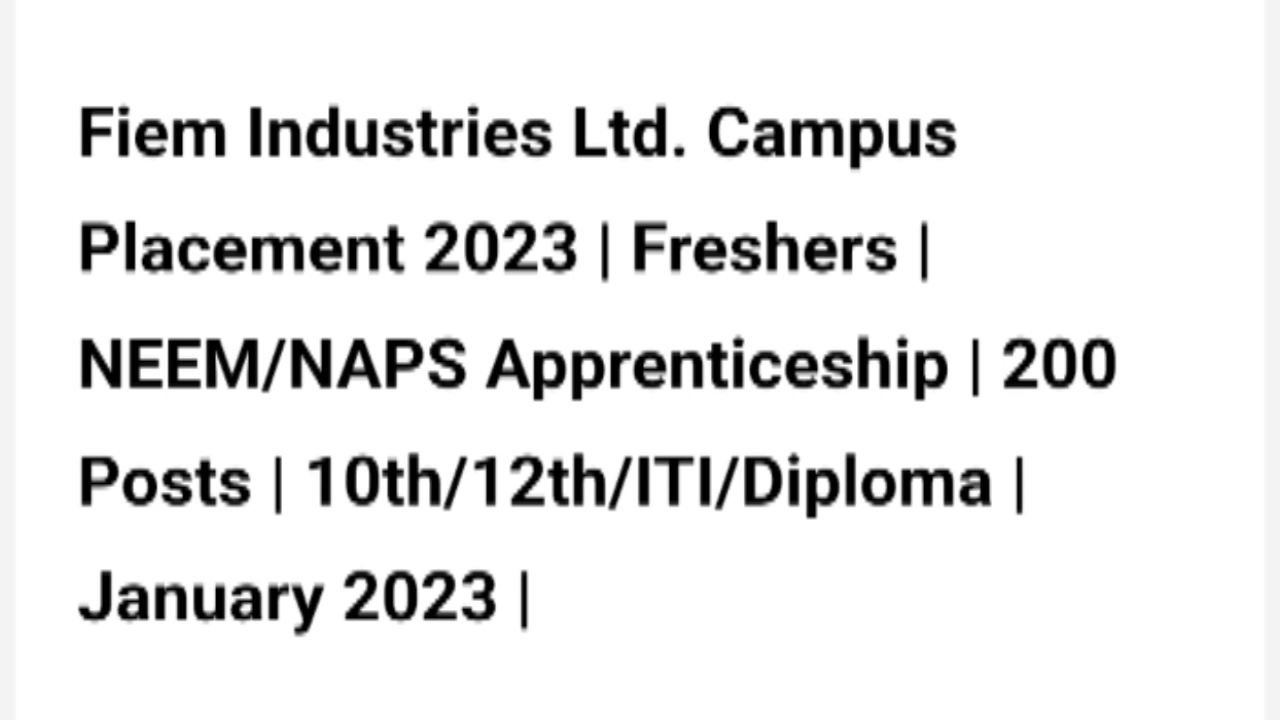 Fiem Industries Ltd. Campus
Placement 2023 | Freshers |
NEEM/NAPS Apprenticeship | 200
Posts | 10th/12th/ITI/Diploma |
January 2023 |